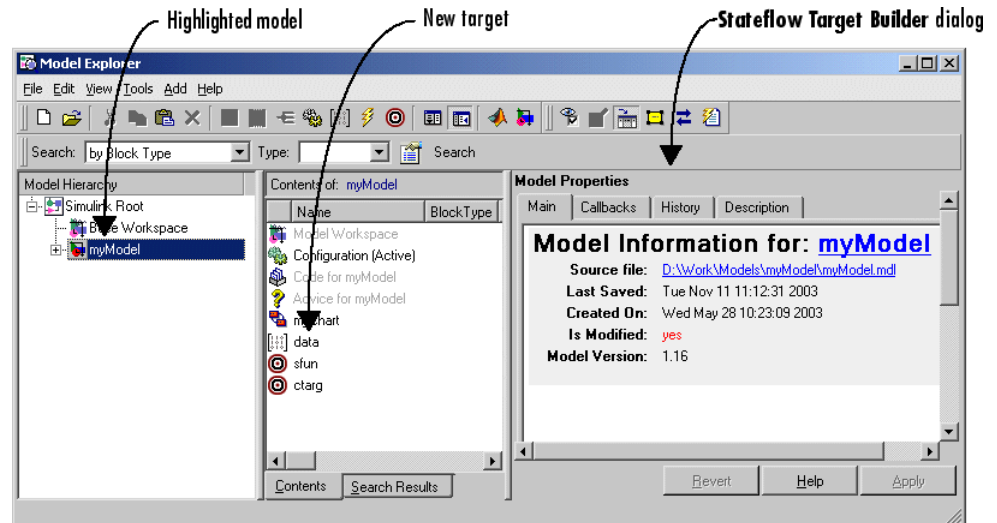 Highlighted model
New target
Stateflow Target Builder dialog
Model Explorer
File Edit View Tools Add Help
Search: by Block Type Type: Search
Model Hierarchy
Simulink Root
Base Workspace
myModel
Contents of: myModel
Name BlockType
Model Workspace
Configuration (Active)
Code for myModel
Advice for myModel
mychart
data
sfun
ctarg
Contents Search Results
Model Properties
Main Callbacks History Description
Model Information for: myModel
Source file: D:\Work\Models\myModel\myModel.mdl
Last Saved: Tue Nov 11 11:12:31 2003
Created On: Wed May 28 10:23:09 2003
Is Modified: yes
Model Version: 1.16
Revert Help Apply